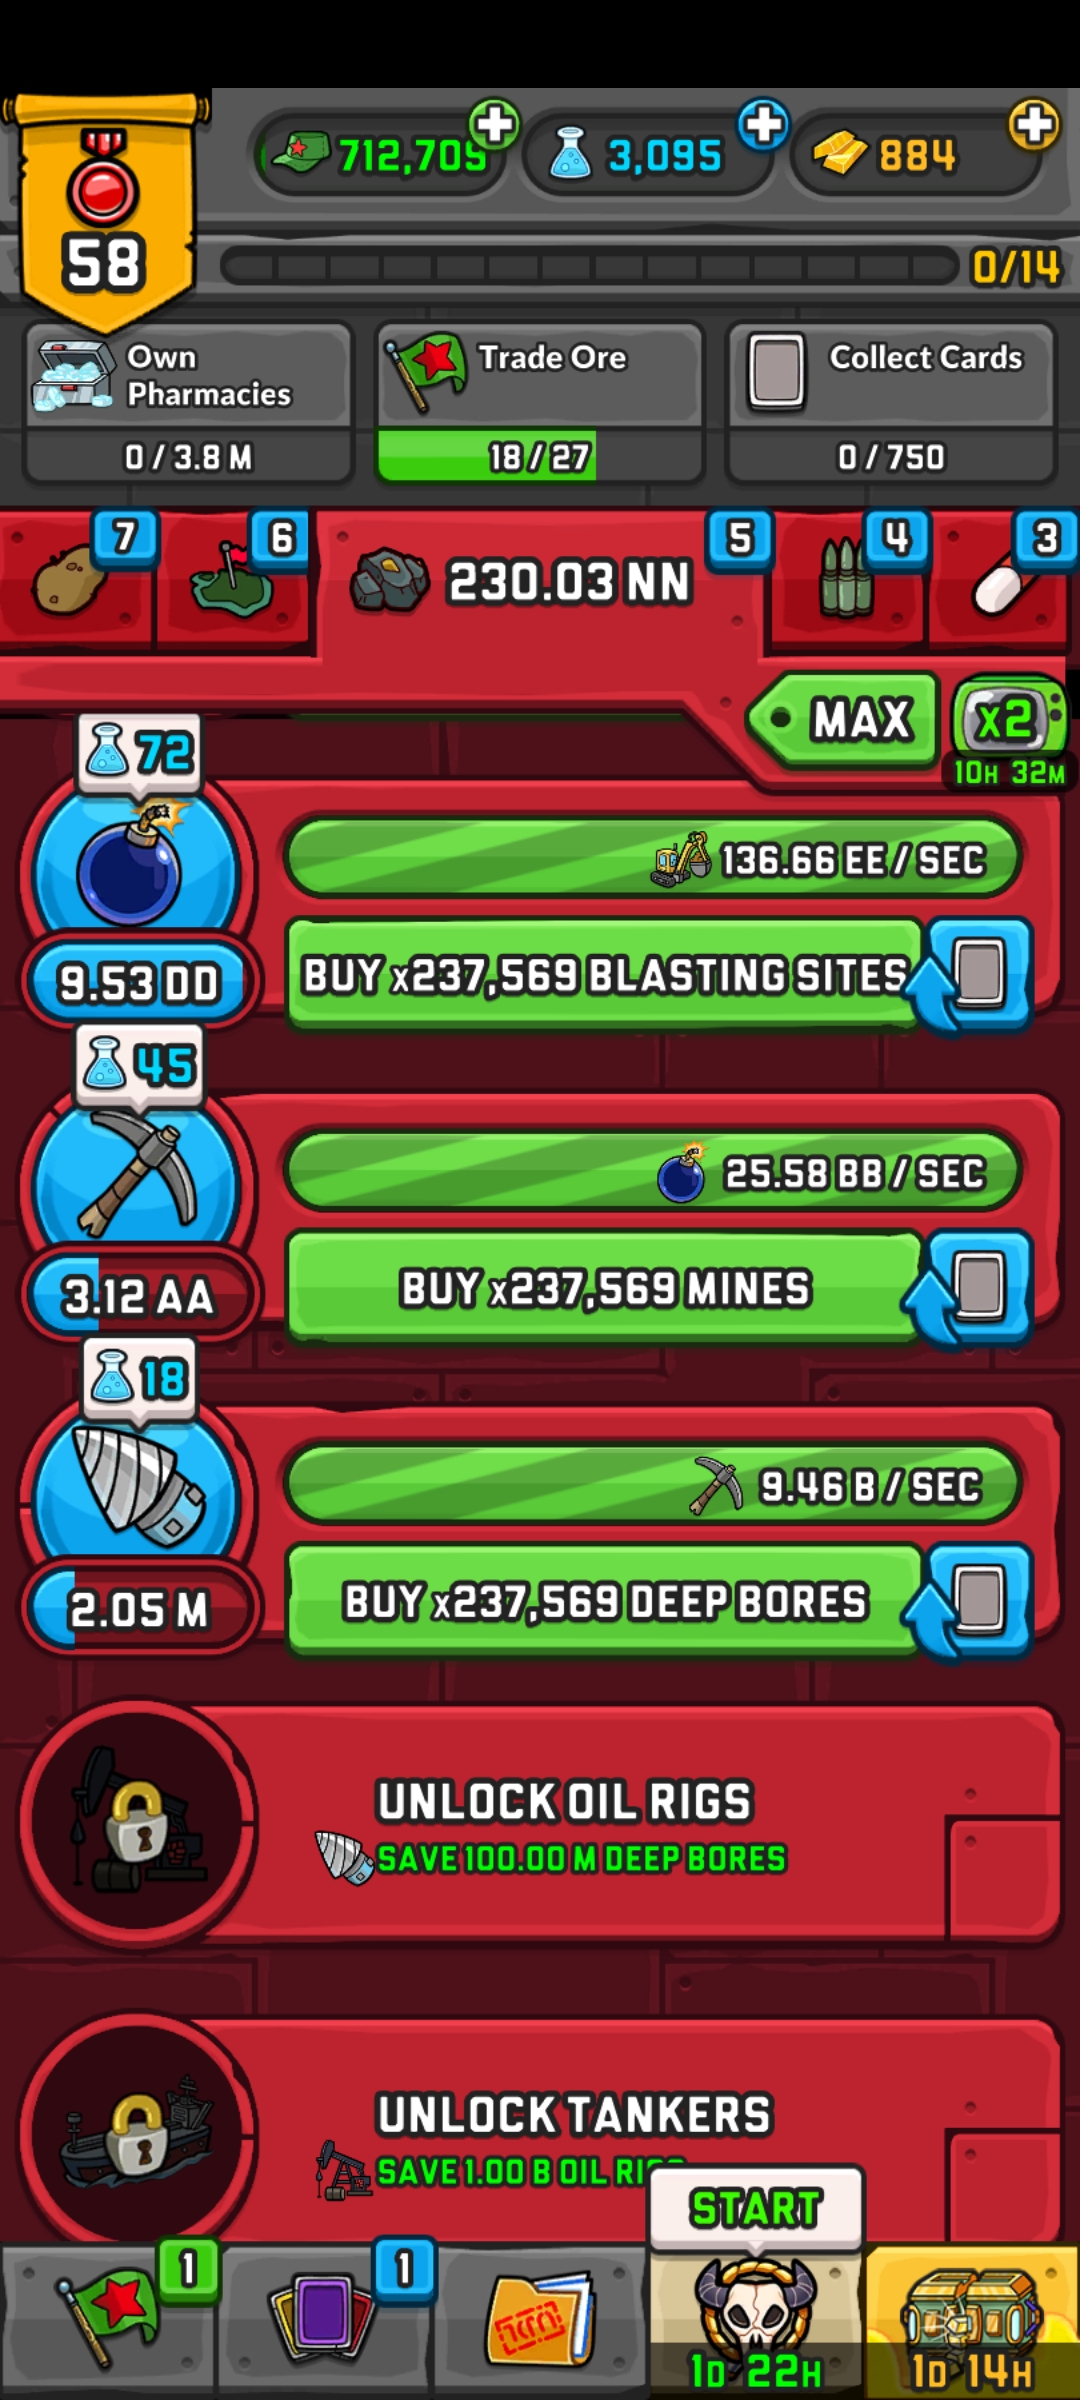 58
712,709
3,095
884
0/14
Own
Pharmacies
0 / 3.8 M
Trade Ore
18 / 27
Collect Cards
0 / 750
7
6
230.03 NN
5
4
3
MAX
x2
10H 32M
72
136.66 EE / SEC
9.53 DD
BUY x237,569 BLASTING SITES
45
25.58 BB / SEC
3.12 AA
BUY x237,569 MINES
18
9.46 B / SEC
2.05 M
BUY x237,569 DEEP BORES
UNLOCK OIL RIGS
SAVE 100.00 M DEEP BORES
UNLOCK TANKERS
SAVE 1.00 B OIL
START
1
1
1D 22H
1D 14H